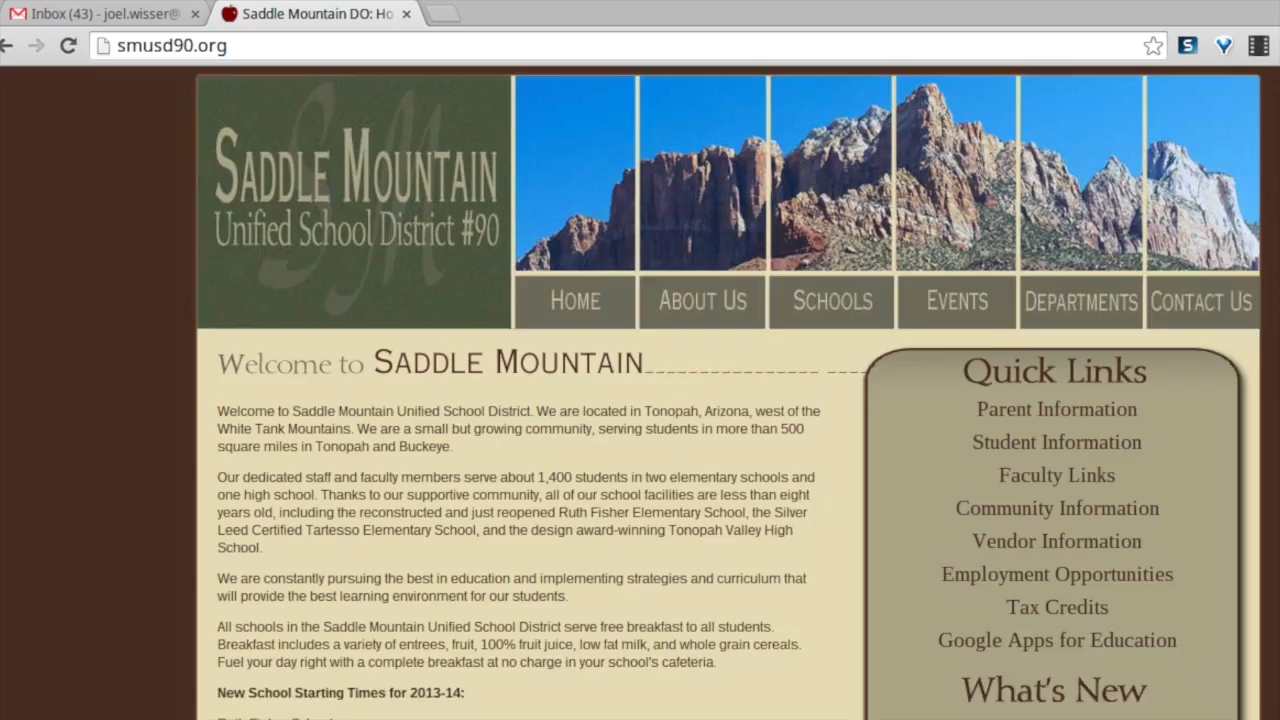 Inbox (43) - joel.wisser@
Saddle Mountain DO: Ho
smusd90.org
SADDLE MOUNTAIN
Unified School District #90
HOME
ABOUT US
SCHOOLS
EVENTS
DEPARTMENTS
CONTACT US
Welcome to SADDLE MOUNTAIN
Welcome to Saddle Mountain Unified School District. We are located in Tonopah, Arizona, west of the
White Tank Mountains. We are a small but growing community, serving students in more than 500
square miles in Tonopah and Buckeye.
Our dedicated staff and faculty members serve about 1,400 students in two elementary schools and
one high school. Thanks to our supportive community, all of our school facilities are less than eight
years old, including the reconstructed and just reopened Ruth Fisher Elementary School, the Silver
Leed Certified Tartesso Elementary School, and the design award-winning Tonopah Valley High
School.
We are constantly pursuing the best in education and implementing strategies and curriculum that
will provide the best learning environment for our students.
All schools in the Saddle Mountain Unified School District serve free breakfast to all students.
Breakfast includes a variety of entrees, fruit, 100% fruit juice, low fat milk, and whole grain cereals.
Fuel your day right with a complete breakfast at no charge in your school's cafeteria.
New School Starting Times for 2013-14:
Quick Links
Parent Information
Student Information
Faculty Links
Community Information
Vendor Information
Employment Opportunities
Tax Credits
Google Apps for Education
What's New